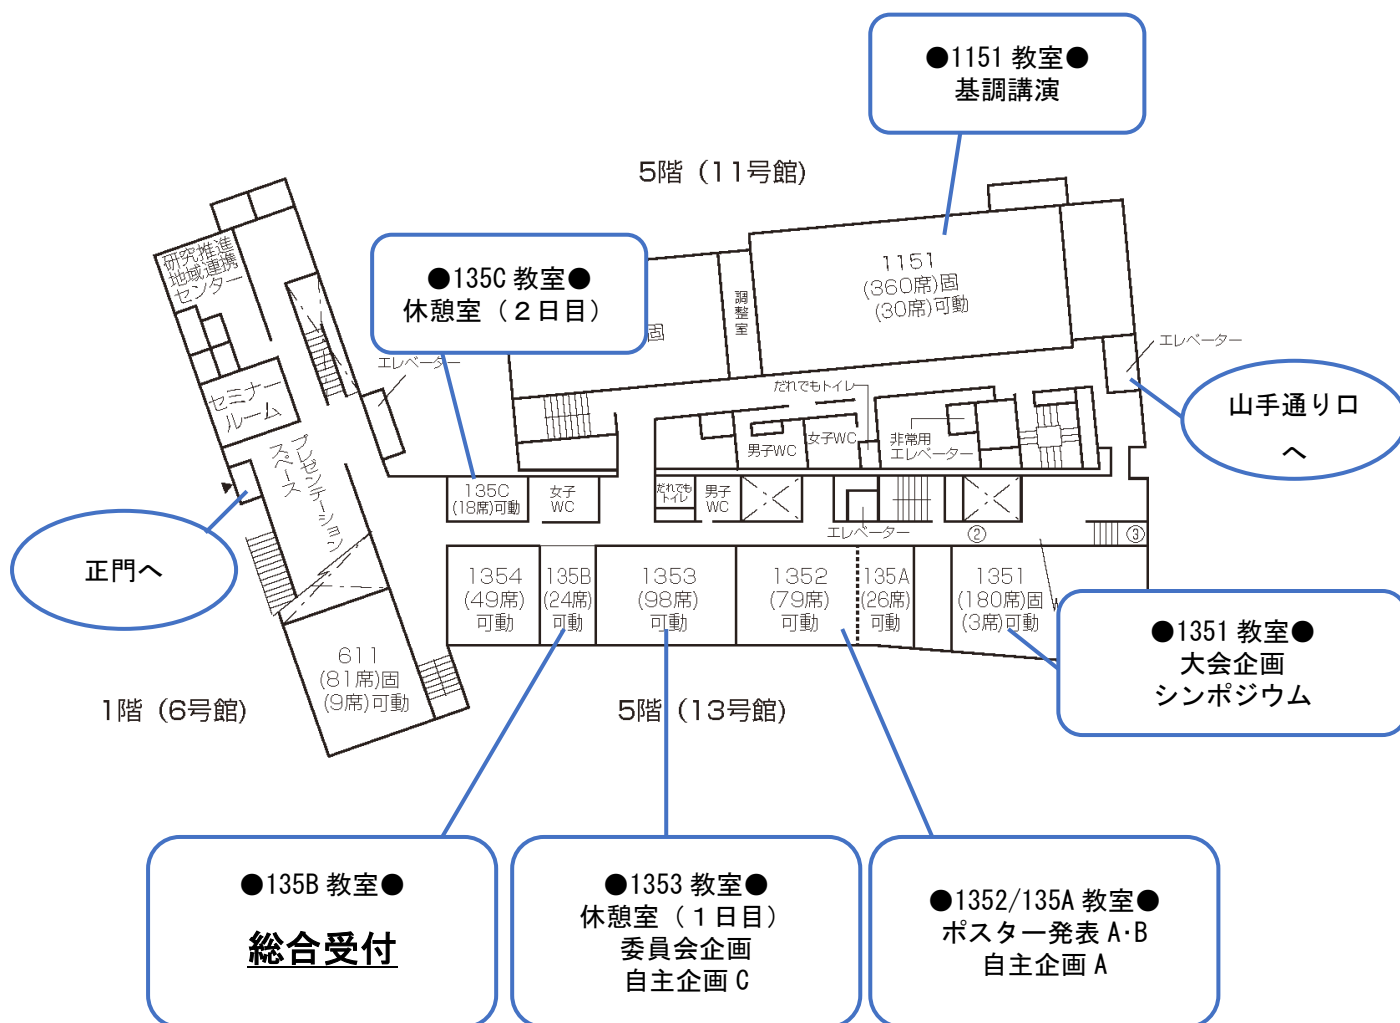 ●1151 教室●
基調講演
5階 (11号館)
研究推進
地域連携
センター
●135C 教室●
休憩室（２日目）
固
調整室
1151
(360席)固
(30席)可動
エレベーター
エレベーター
だれでもトイレ
山手通り口
へ
セミナー
ルーム
男子WC
女子WC
非常用
エレベーター
プレゼンテーション
スペース
135C
(18席)可動
女子
WC
だれでも
トイレ
男子
WC
エレベーター
②
③
正門へ
1354
(49席)
可動
135B
(24席)
可動
1353
(98席)
可動
1352
(79席)
可動
135A
(26席)
可動
1351
(180席)固
(3席)可動
●1351 教室●
大会企画
シンポジウム
611
(81席)固
(9席)可動
1階 (6号館)
5階 (13号館)
●135B 教室●
総合受付
●1353 教室●
休憩室（１日目）
委員会企画
自主企画 C
●1352/135A 教室●
ポスター発表 A･B
自主企画 A